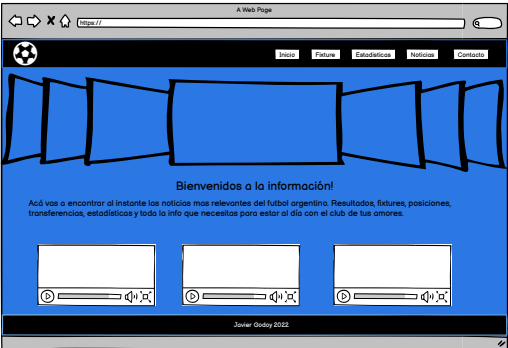 A Web Page
https://
Inicio
Fixture
Estadisticas
Noticias
Contacto
Bienvenidos a la información!
Acá vas a encontrar al instante las noticias mas relevantes del futbol argentino. Resultados, fixtures, posiciones,
transferencias, estadísticas y toda la info que necesitas para estar al día con el club de tus amores.
Javier Godoy 2022